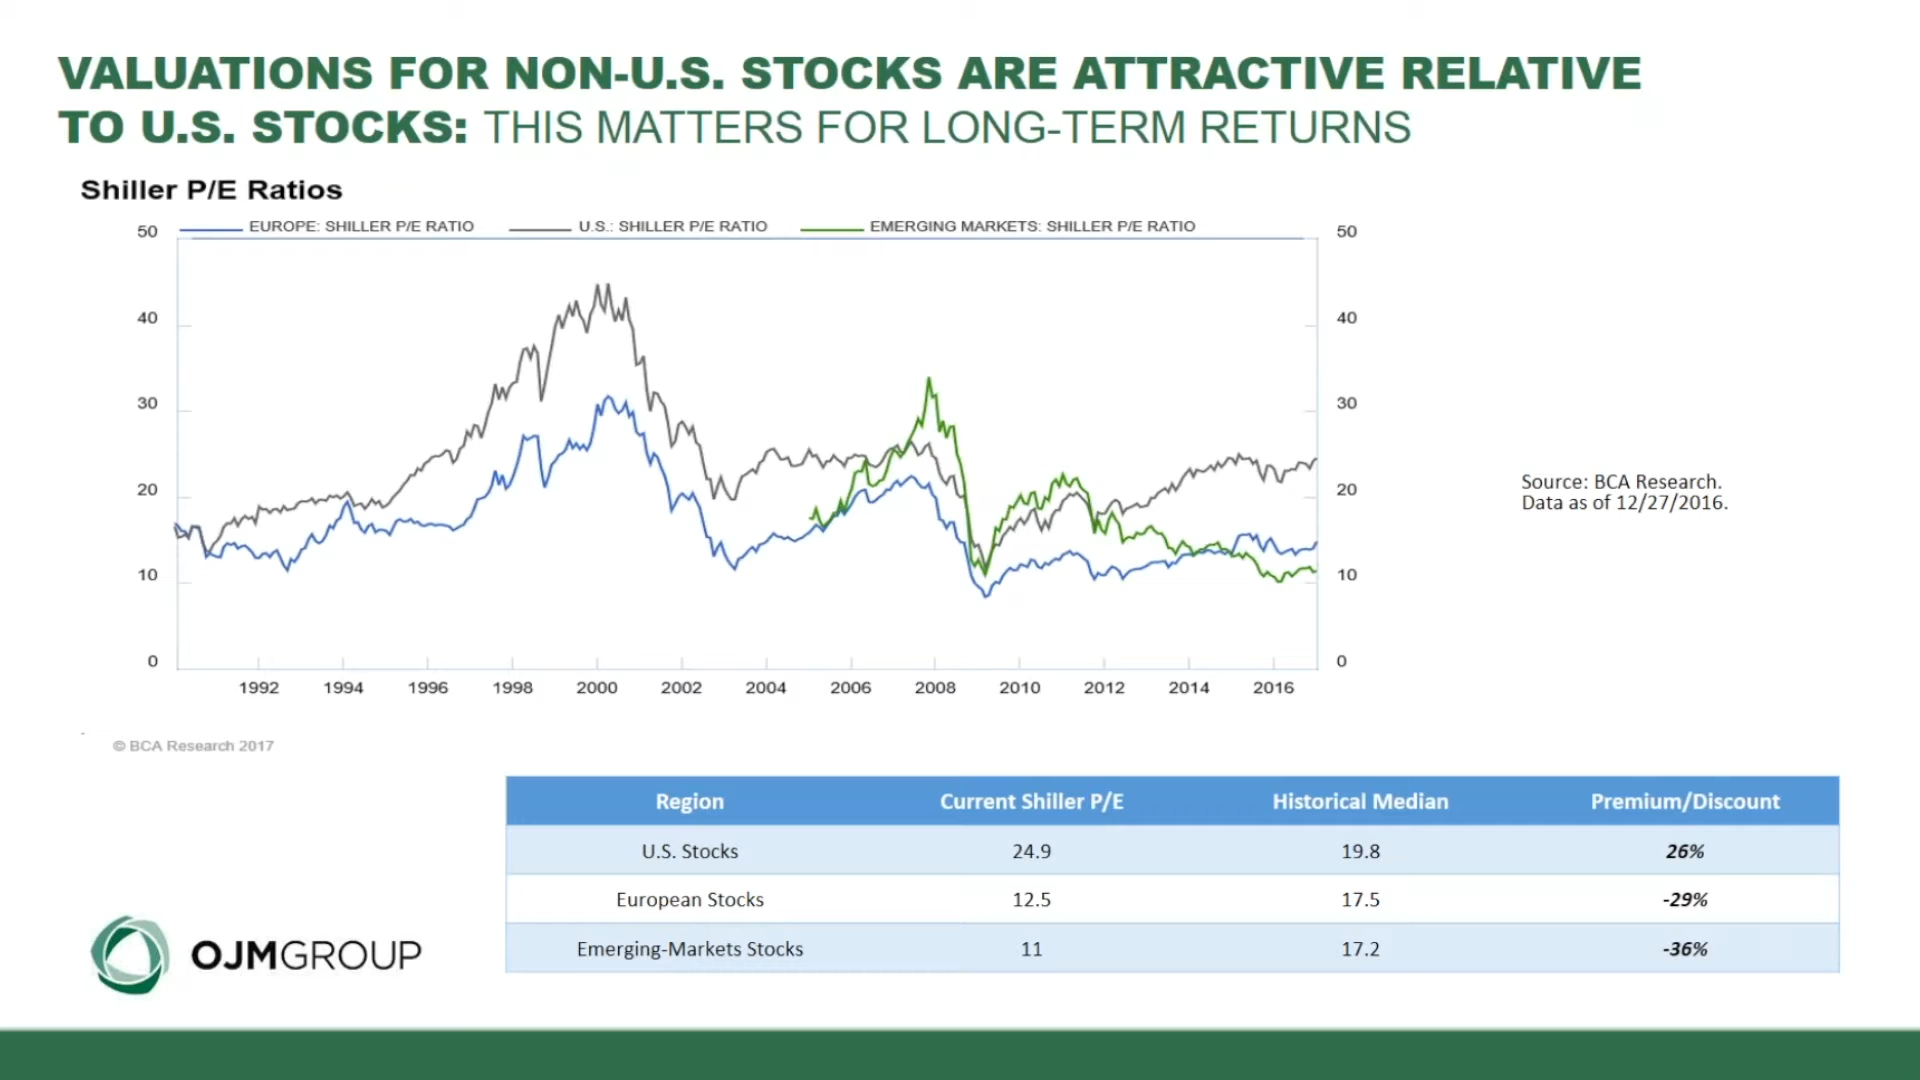 VALUATIONS FOR NON-U.S. STOCKS ARE ATTRACTIVE RELATIVE
TO U.S. STOCKS: THIS MATTERS FOR LONG-TERM RETURNS
Shiller P/E Ratios
EUROPE: SHILLER P/E RATIO U.S.: SHILLER P/E RATIO EMERGING MARKETS: SHILLER P/E RATIO
50 50
40 40
30 30
20 20
10 10
0 0
1992 1994 1996 1998 2000 2002 2004 2006 2008 2010 2012 2014 2016
Source: BCA Research.
Data as of 12/27/2016.
© BCA Research 2017
Region Current Shiller P/E Historical Median Premium/Discount
U.S. Stocks 24.9 19.8 26%
European Stocks 12.5 17.5 -29%
Emerging-Markets Stocks 11 17.2 -36%
OJMGROUP